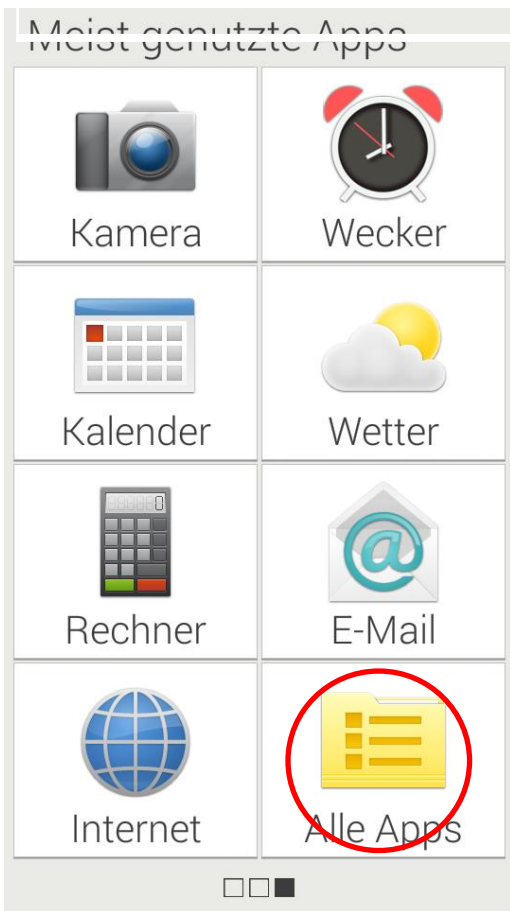 Meist genutzte Apps
Kamera
Wecker
Kalender
Wetter
Rechner
E-Mail
Internet
Alle Apps